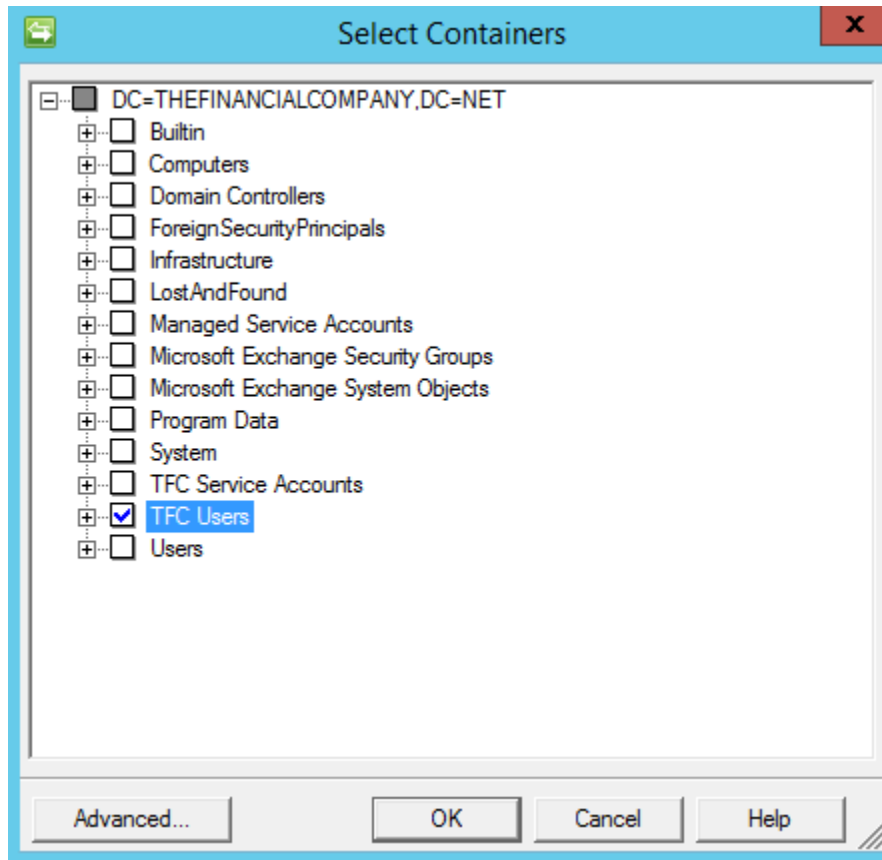 Select Containers
x
DC=THEFINANCIALCOMPANY,DC=NET
Builtin
Computers
Domain Controllers
ForeignSecurityPrincipals
Infrastructure
LostAndFound
Managed Service Accounts
Microsoft Exchange Security Groups
Microsoft Exchange System Objects
Program Data
System
TFC Service Accounts
TFC Users
Users
Advanced... OK Cancel Help